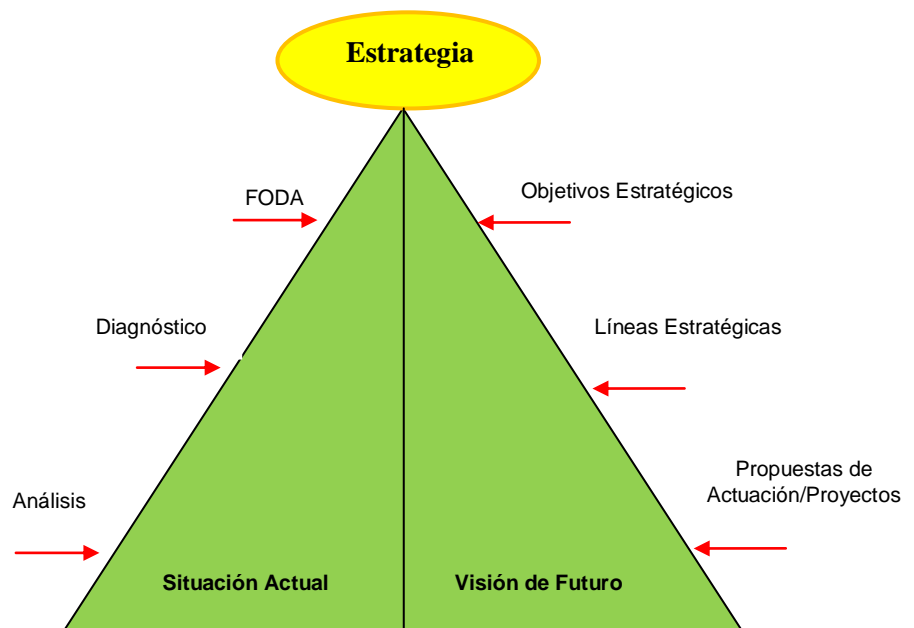 Estrategia
FODA
Objetivos Estratégicos
Diagnóstico
Líneas Estratégicas
Propuestas de
Actuación/Proyectos
Análisis
Situación Actual
Visión de Futuro